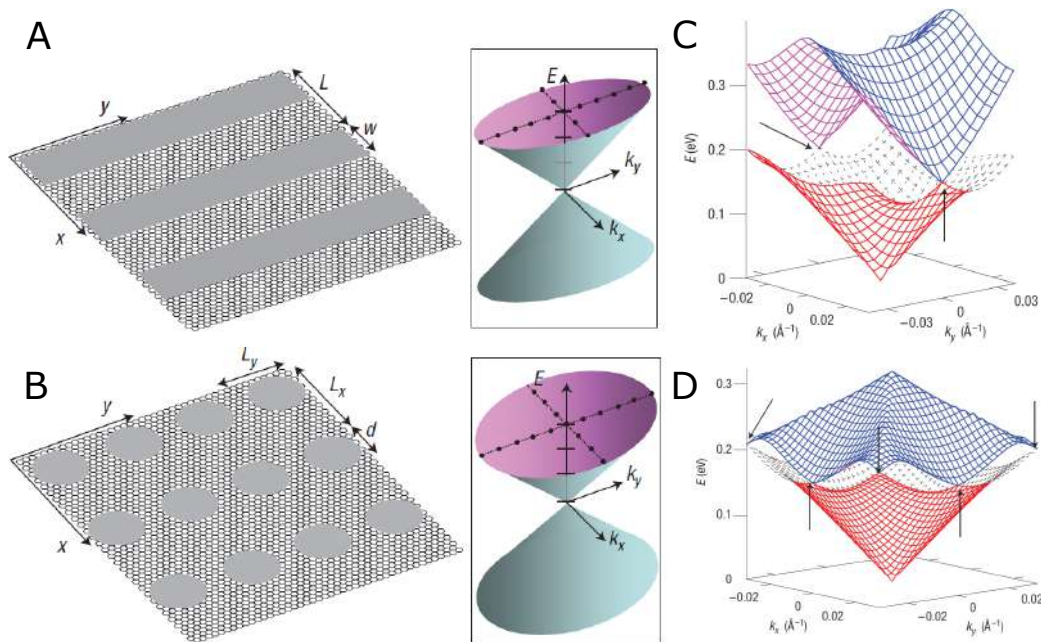 A
y
L
w
x
E
k_y
k_x
C
0.3
0.2
0.1
0
E (eV)
−0.02
0
0.02
k_x (Å⁻¹)
−0.03
0
0.03
k_y (Å⁻¹)
B
L_y
L_x
y
d
x
E
k_y
k_x
D
0.3
0.2
0.1
0
E (eV)
−0.02
0
0.02
k_x (Å⁻¹)
−0.02
0
0.02
k_y (Å⁻¹)